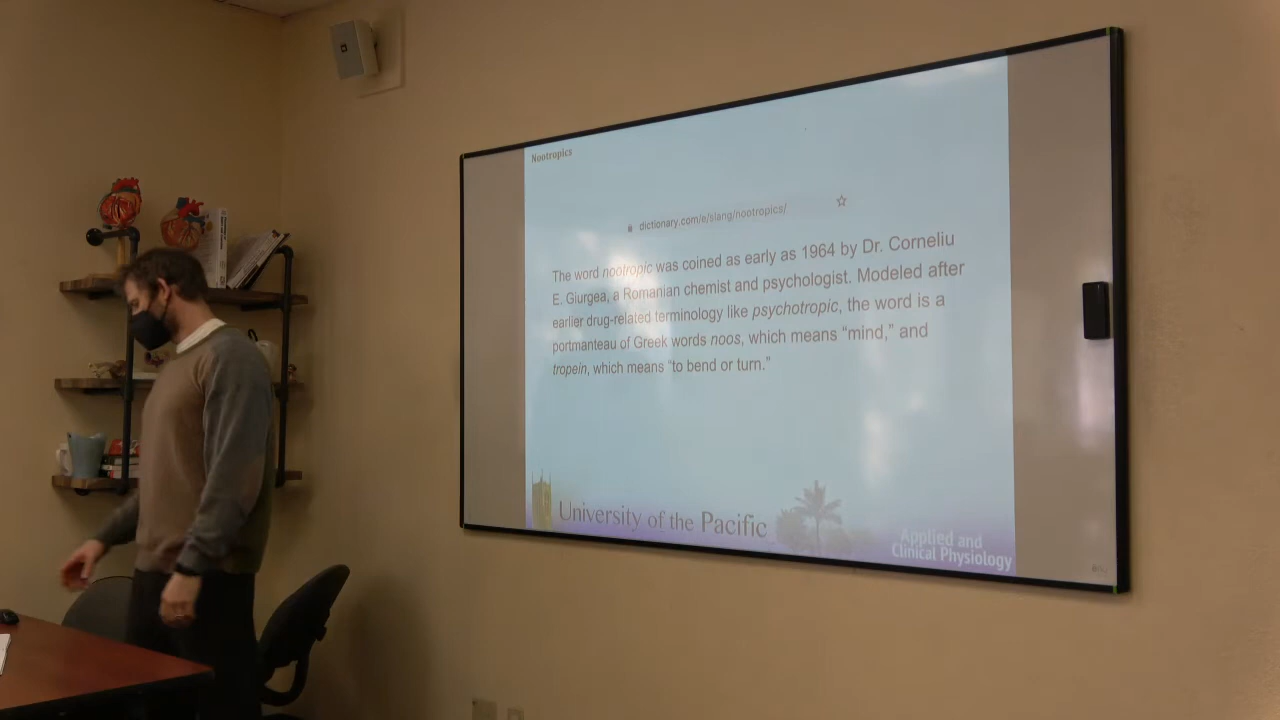 Nootropics
dictionary.com/e/slang/nootropics/
The word nootropic was coined as early as 1964 by Dr. Corneliu
E. Giurgea, a Romanian chemist and psychologist. Modeled after
earlier drug-related terminology like psychotropic, the word is a
portmanteau of Greek words noos, which means “mind,” and
tropein, which means “to bend or turn.”
University of the Pacific
Applied and
Clinical Physiology